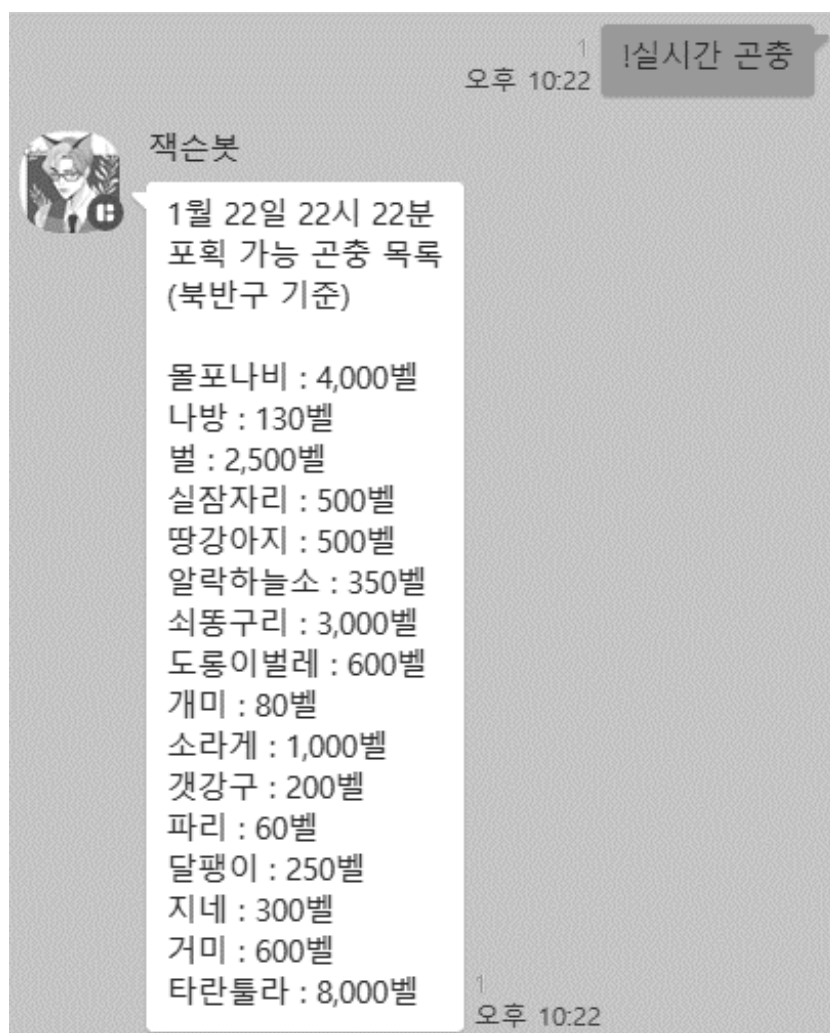 !실시간 곤충
1
오후 10:22
잭슨봇
1월 22일 22시 22분
포획 가능 곤충 목록
(북반구 기준)
몰포나비 : 4,000벨
나방 : 130벨
벌 : 2,500벨
실잠자리 : 500벨
땅강아지 : 500벨
알락하늘소 : 350벨
쇠똥구리 : 3,000벨
도롱이벌레 : 600벨
개미 : 80벨
소라게 : 1,000벨
갯강구 : 200벨
파리 : 60벨
달팽이 : 250벨
지네 : 300벨
거미 : 600벨
타란툴라 : 8,000벨
1
오후 10:22